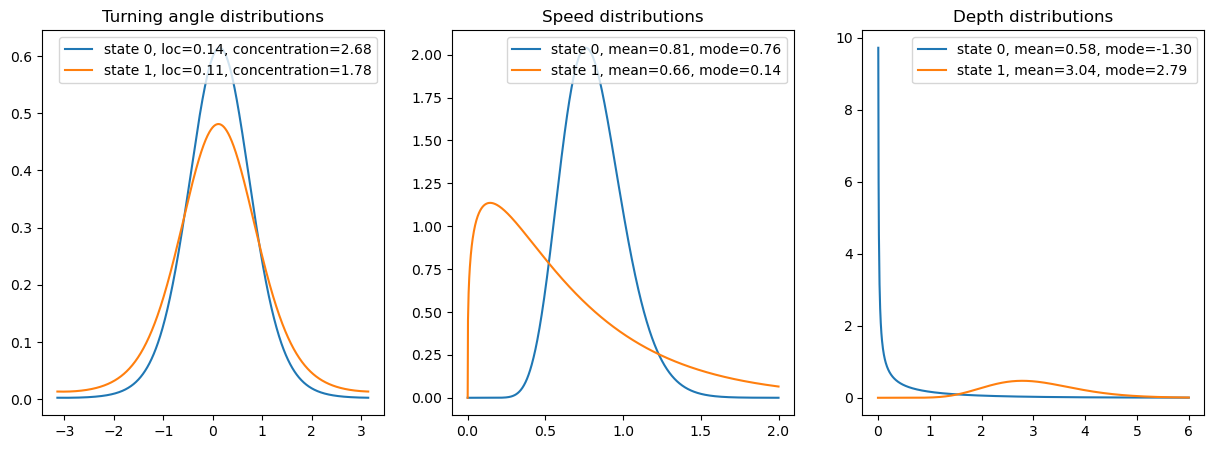 Turning angle distributions
state 0, loc=0.14, concentration=2.68
state 1, loc=0.11, concentration=1.78
0.6
0.5
0.4
0.3
0.2
0.1
0.0
−3 −2 −1 0 1 2 3
Speed distributions
state 0, mean=0.81, mode=0.76
state 1, mean=0.66, mode=0.14
2.00
1.75
1.50
1.25
1.00
0.75
0.50
0.25
0.00
0.0 0.5 1.0 1.5 2.0
Depth distributions
state 0, mean=0.58, mode=-1.30
state 1, mean=3.04, mode=2.79
10
8
6
4
2
0
0 1 2 3 4 5 6